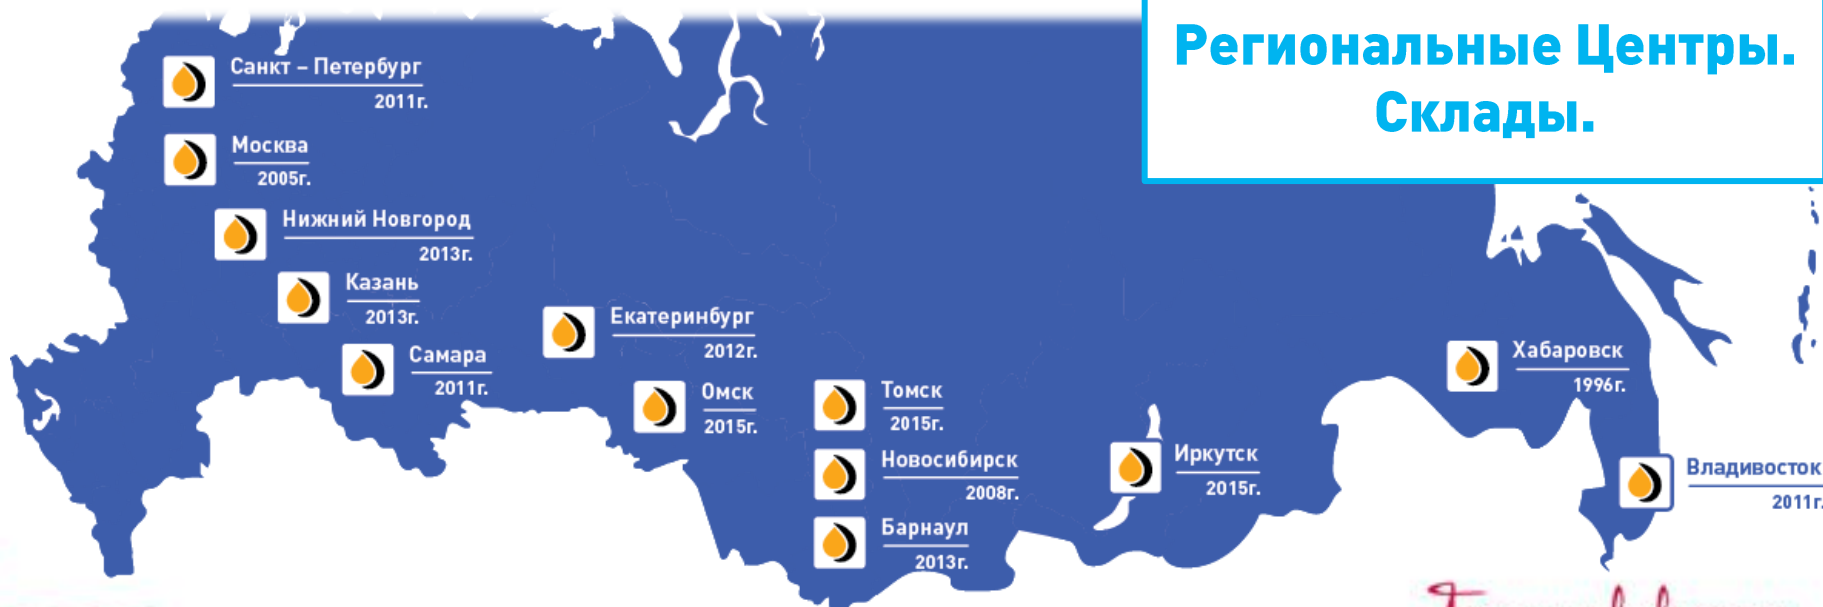 Региональные Центры.
Склады.
Санкт – Петербург
2011г.
Москва
2005г.
Нижний Новгород
2013г.
Казань
2013г.
Самара
2011г.
Екатеринбург
2012г.
Омск
2015г.
Томск
2015г.
Новосибирск
2008г.
Барнаул
2013г.
Иркутск
2015г.
Хабаровск
1996г.
Владивосток
2011г.